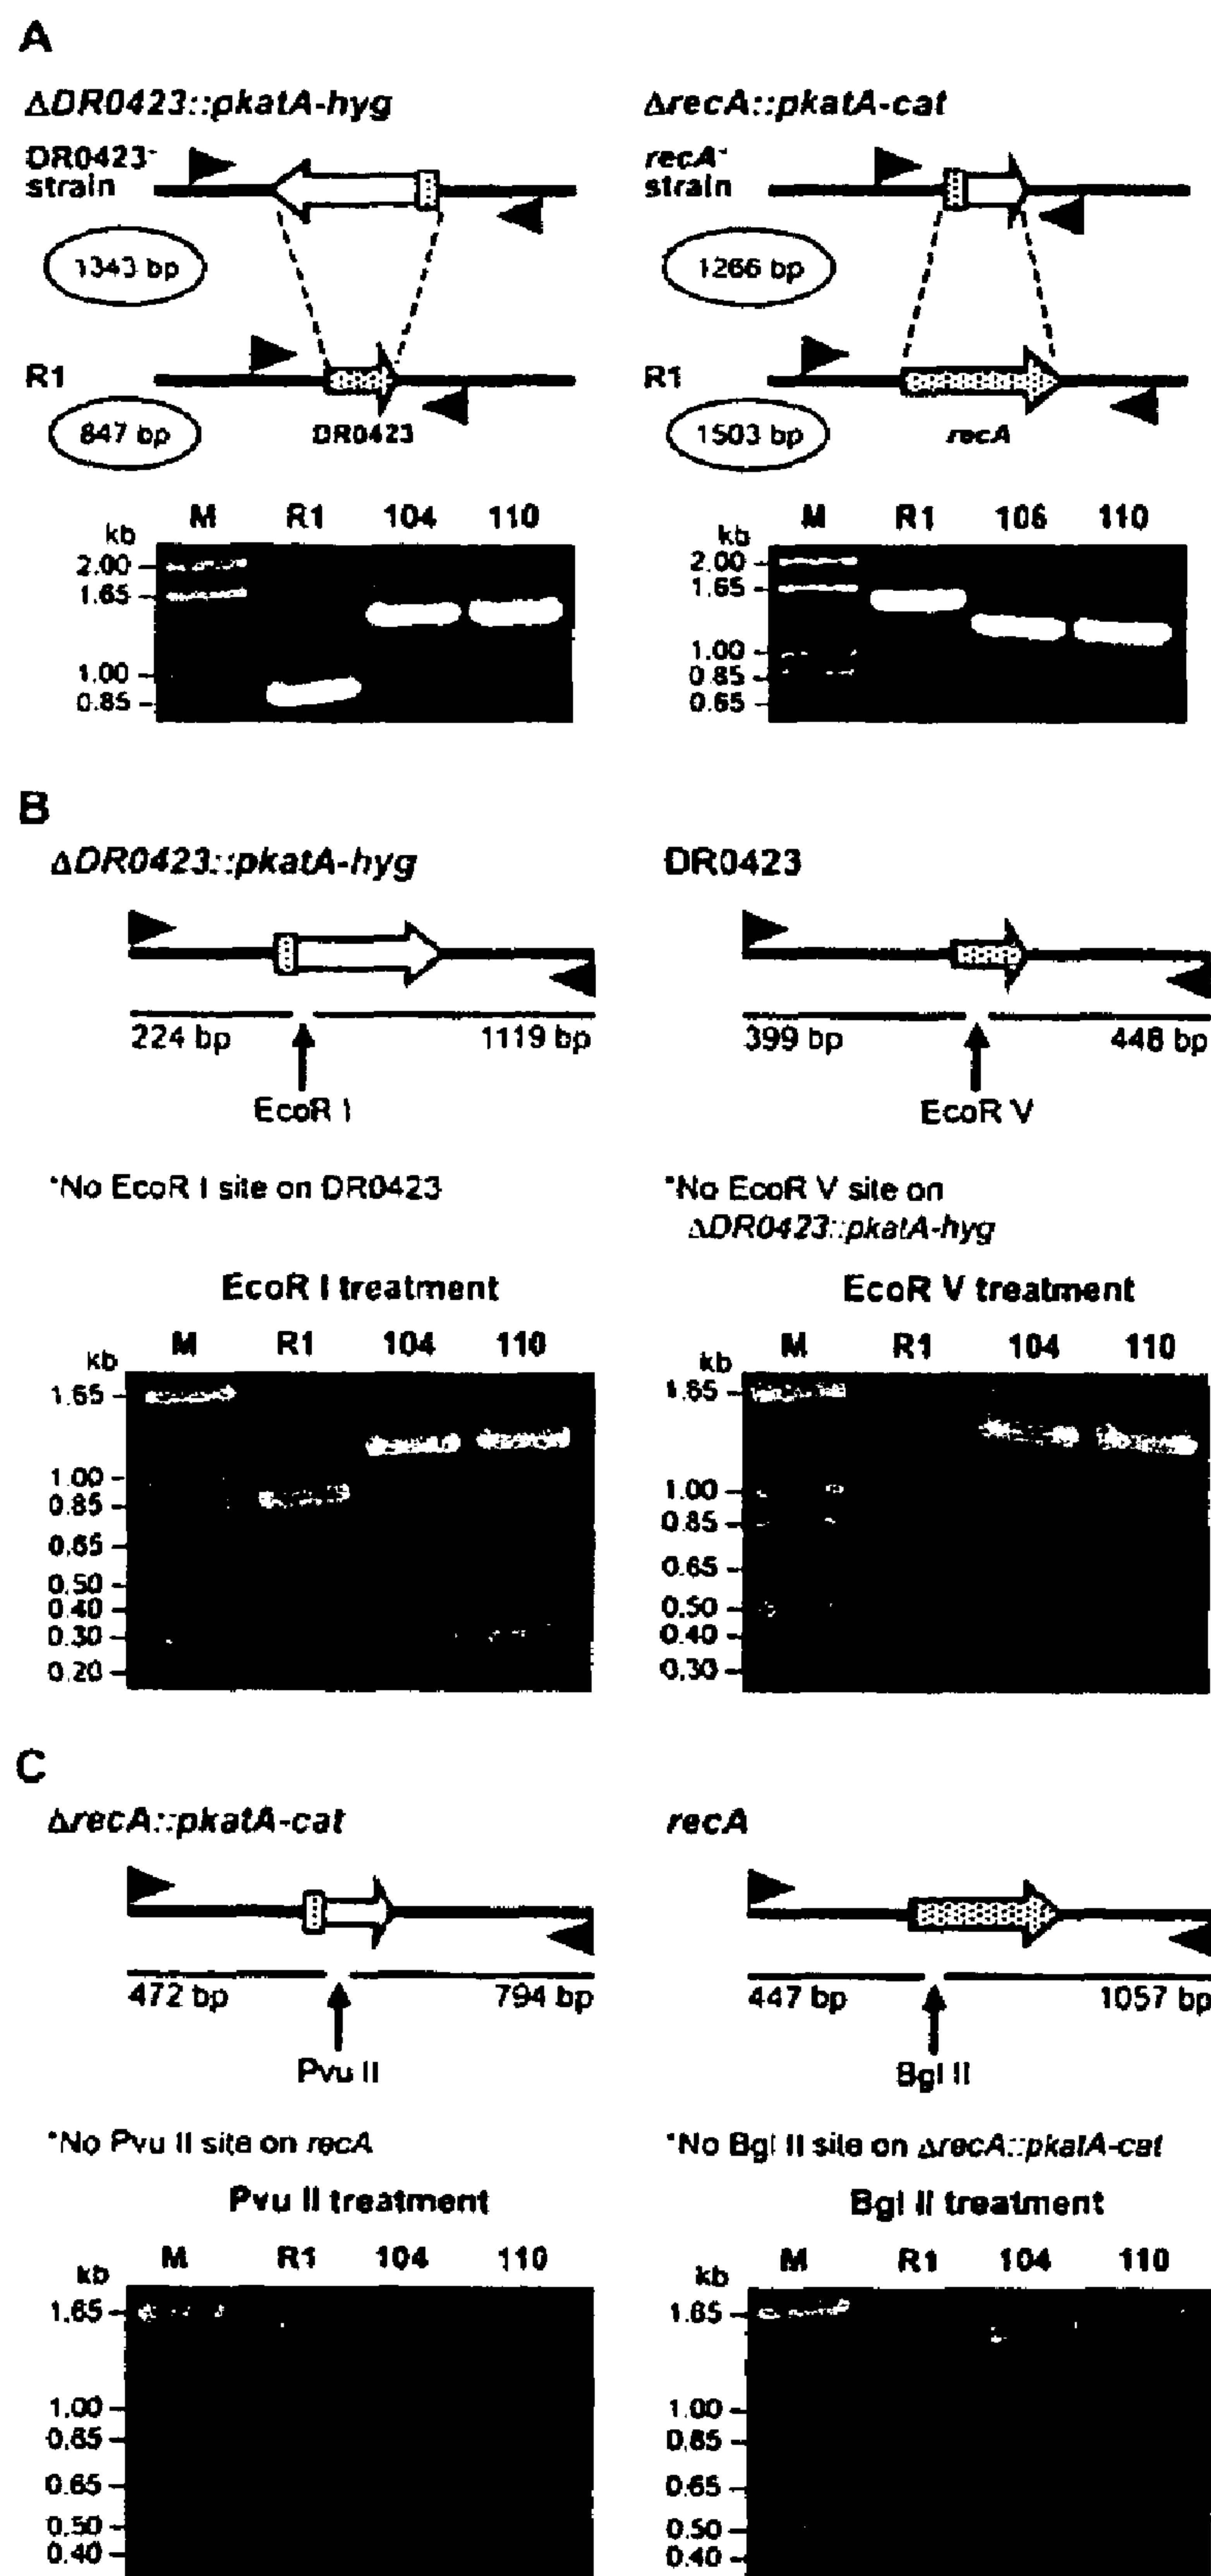 A
ΔDR0423::pkatA-hyg
DR0423-
strain
1343 bp
R1
847 bp
DR0423
kb
M R1 104 110
2.00
1.65
1.00
0.85
ΔrecA::pkatA-cat
recA-
strain
1266 bp
R1
1503 bp
recA
kb
M R1 106 110
2.00
1.65
1.00
0.85
0.65
B
ΔDR0423::pkatA-hyg
224 bp 1119 bp
EcoR I
*No EcoR I site on DR0423
EcoR I treatment
M R1 104 110
kb
1.65
1.00
0.85
0.65
0.50
0.40
0.30
0.20
DR0423
399 bp 448 bp
EcoR V
*No EcoR V site on
ΔDR0423::pkatA-hyg
EcoR V treatment
M R1 104 110
kb
1.65
1.00
0.85
0.65
0.50
0.40
0.30
C
ΔrecA::pkatA-cat
472 bp 794 bp
Pvu II
*No Pvu II site on recA
Pvu II treatment
M R1 104 110
kb
1.65
1.00
0.85
0.65
0.50
0.40
recA
447 bp 1057 bp
Bgl II
*No Bgl II site on ΔrecA::pkatA-cat
Bgl II treatment
M R1 104 110
kb
1.65
1.00
0.85
0.65
0.50
0.40